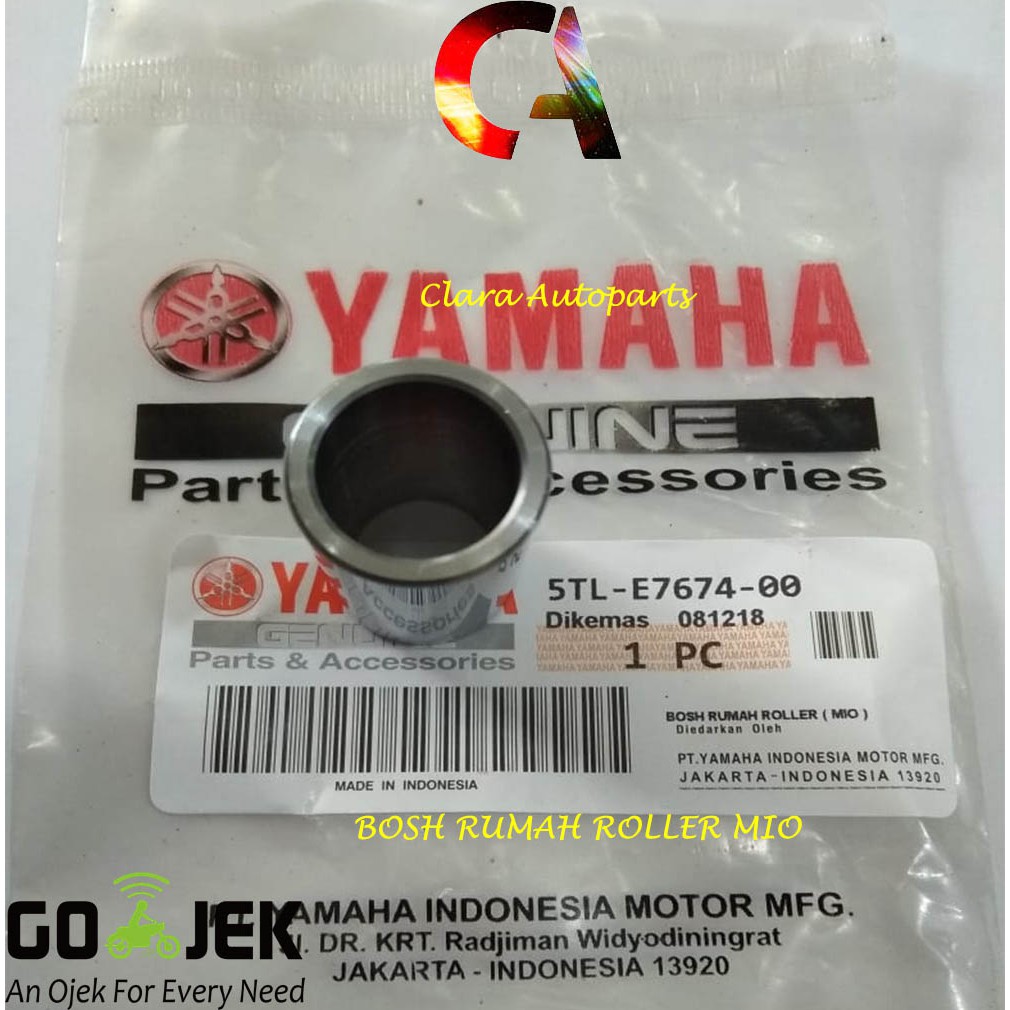 CA
YAMAHA
Clara Autoparts
Parts & Accessories
5TL-E7674-00
Dikemas 081218
1 PC
GENUINE
Parts & Accessories
BOSH RUMAH ROLLER ( MIO )
Diedarkan Oleh
PT.YAMAHA INDONESIA MOTOR MFG.
JAKARTA-INDONESIA 13920
MADE IN INDONESIA
BOSH RUMAH ROLLER MIO
GO JEK
An Ojek For Every Need
YAMAHA INDONESIA MOTOR MFG.
DR. KRT. Radjiman Widyodiningrat
JAKARTA - INDONESIA 13920